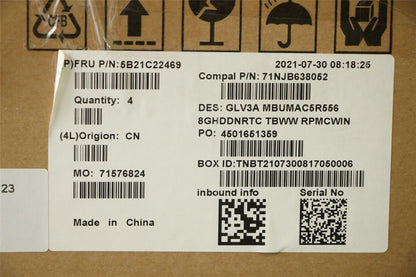 P)FRU P/N:5B21C22469
2021-07-30 08:18:25
Compal P/N: 71NJB638052
Quantity: 4
DES: GLV3A MBUMAC5R556
8GHDDNRTC TBWW RPMCWIN
(4L)Origion: CN
PO: 4501651359
MO: 71576824
BOX ID:TNBT2107300817050006
inbound info
Serial No
23
Made in China